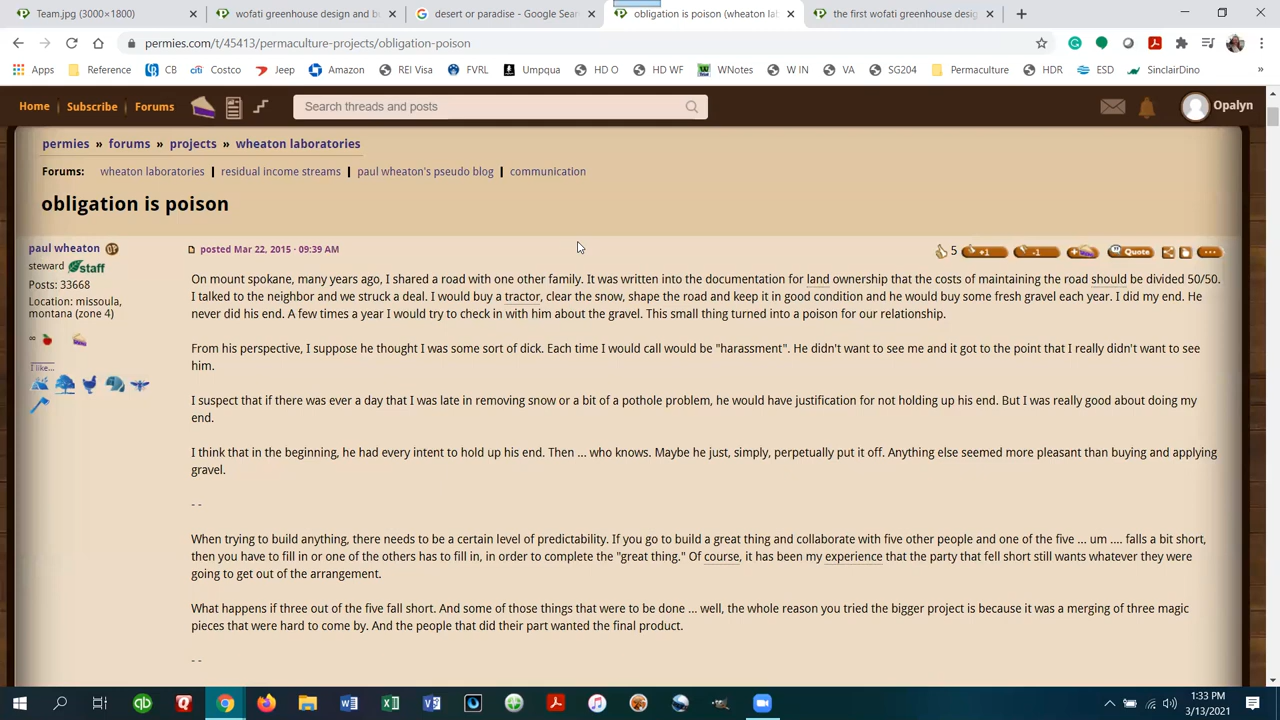 Team.jpg (3000×1800)
wofati greenhouse design and bu
desert or paradise - Google Sear
obligation is poison (wheaton lab
the first wofati greenhouse desig
permies.com/t/45413/permaculture-projects/obligation-poison
Apps Reference CB Costco Jeep Amazon REI Visa FVRL Umpqua HD O HD WF WNotes W IN VA SG204 Permaculture HDR ESD SinclairDino »
Home Subscribe Forums Search threads and posts Opalyn
permies » forums » projects » wheaton laboratories
Forums: wheaton laboratories | residual income streams | paul wheaton's pseudo blog | communication
obligation is poison
paul wheaton
steward staff
Posts: 33668
Location: missoula,
montana (zone 4)
∞
I like...
posted Mar 22, 2015 · 09:39 AM
5 +1 -1 + Quote ...
On mount spokane, many years ago, I shared a road with one other family. It was written into the documentation for land ownership that the costs of maintaining the road should be divided 50/50.
I talked to the neighbor and we struck a deal. I would buy a tractor, clear the snow, shape the road and keep it in good condition and he would buy some fresh gravel each year. I did my end. He
never did his end. A few times a year I would try to check in with him about the gravel. This small thing turned into a poison for our relationship.
From his perspective, I suppose he thought I was some sort of dick. Each time I would call would be "harassment". He didn't want to see me and it got to the point that I really didn't want to see
him.
I suspect that if there was ever a day that I was late in removing snow or a bit of a pothole problem, he would have justification for not holding up his end. But I was really good about doing my
end.
I think that in the beginning, he had every intent to hold up his end. Then ... who knows. Maybe he just, simply, perpetually put it off. Anything else seemed more pleasant than buying and applying
gravel.
- -
When trying to build anything, there needs to be a certain level of predictability. If you go to build a great thing and collaborate with five other people and one of the five ... um .... falls a bit short,
then you have to fill in or one of the others has to fill in, in order to complete the "great thing." Of course, it has been my experience that the party that fell short still wants whatever they were
going to get out of the arrangement.
What happens if three out of the five fall short. And some of those things that were to be done ... well, the whole reason you tried the bigger project is because it was a merging of three magic
pieces that were hard to come by. And the people that did their part wanted the final product.
- -
1:33 PM
3/13/2021